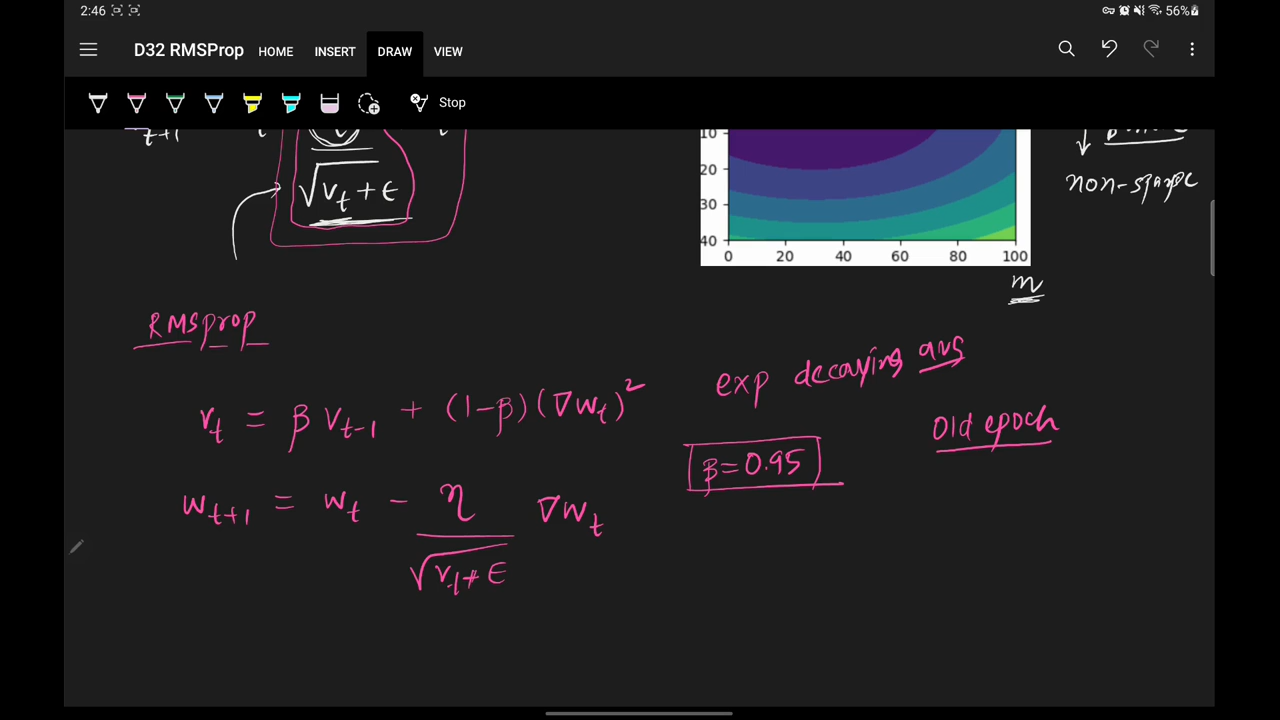 2:46 56%
D32 RMSProp HOME INSERT DRAW VIEW
Stop
t+1
√vt + ϵ
10
20
30
40
0 20 40 60 80 100
m
non-sparse
RMSprop
vt = β vt-1 + (1-β)(∇wt)²
wt+1 = wt - η/√(vt + ϵ) ∇wt
exp decaying avg
β = 0.95
old epoch